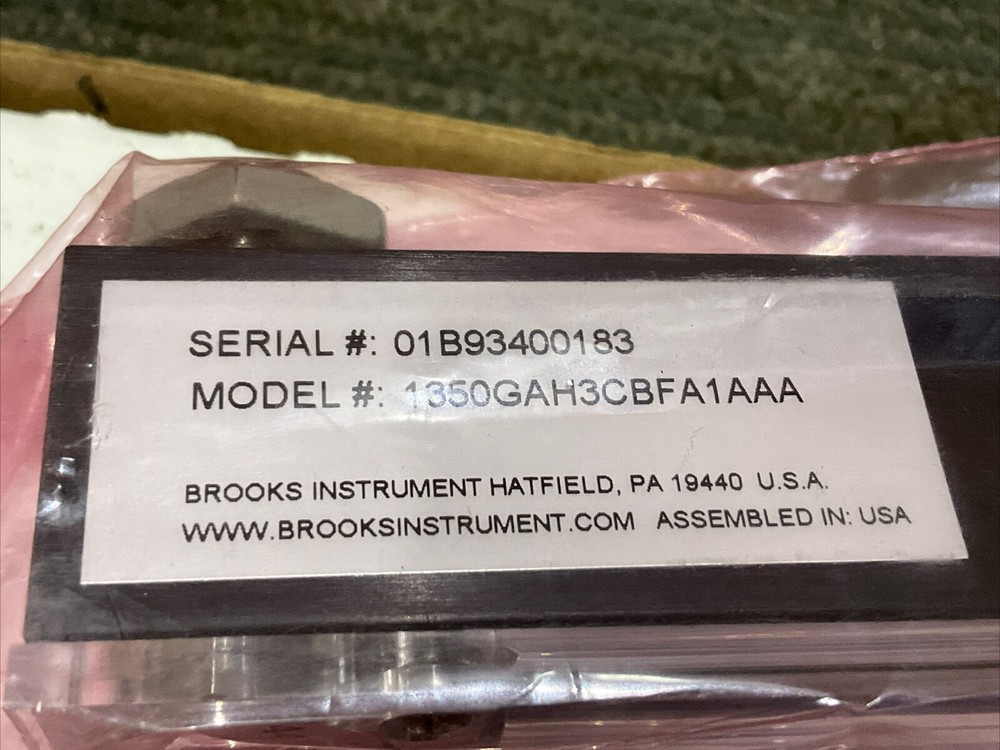 SERIAL #: 01B93400183
MODEL #: 1350GAH3CBFA1AAA
BROOKS INSTRUMENT HATFIELD, PA 19440 U.S.A.
WWW.BROOKSINSTRUMENT.COM ASSEMBLED IN: USA